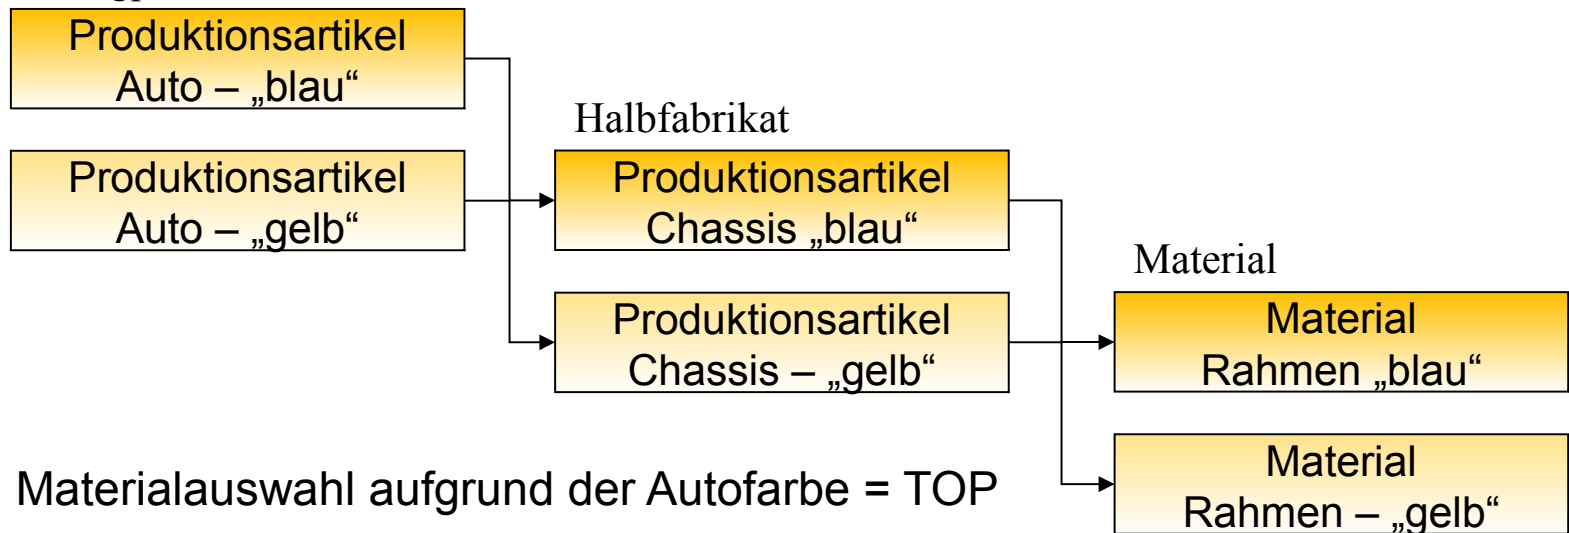 Produktionsartikel
Auto – „blau“
Produktionsartikel
Auto – „gelb“
Halbfabrikat
Produktionsartikel
Chassis „blau“
Produktionsartikel
Chassis – „gelb“
Material
Material
Rahmen „blau“
Material
Rahmen – „gelb“
Materialauswahl aufgrund der Autofarbe = TOP